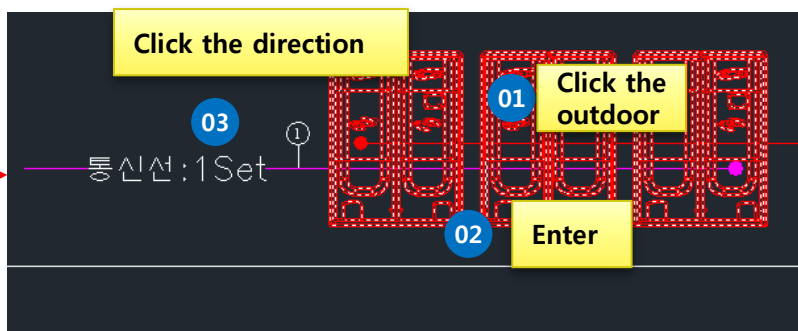 Click the direction
01
Click the
outdoor
03
1
통신선:1Set
02
Enter